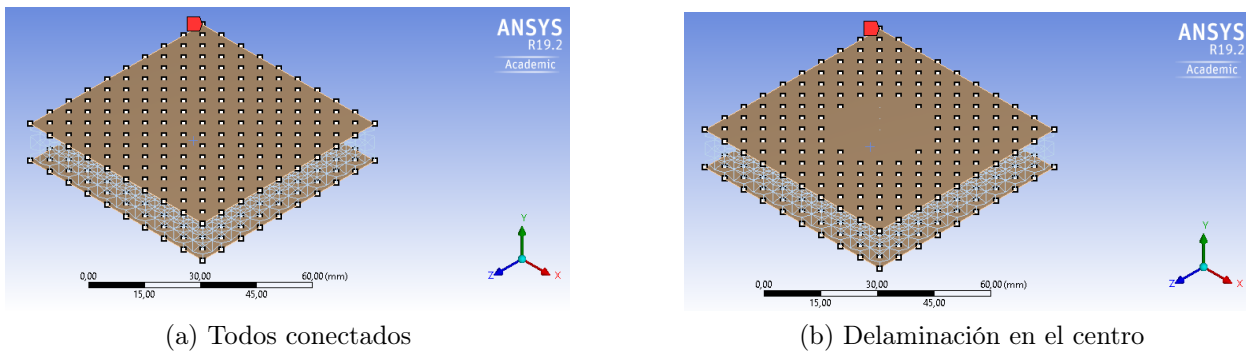 ANSYS
R19.2
Academic
Y
Z
X
0,00
30,00
60,00 (mm)
15,00
45,00
(a) Todos conectados
ANSYS
R19.2
Academic
Y
Z
X
0,00
30,00
60,00 (mm)
15,00
45,00
(b) Delaminación en el centro